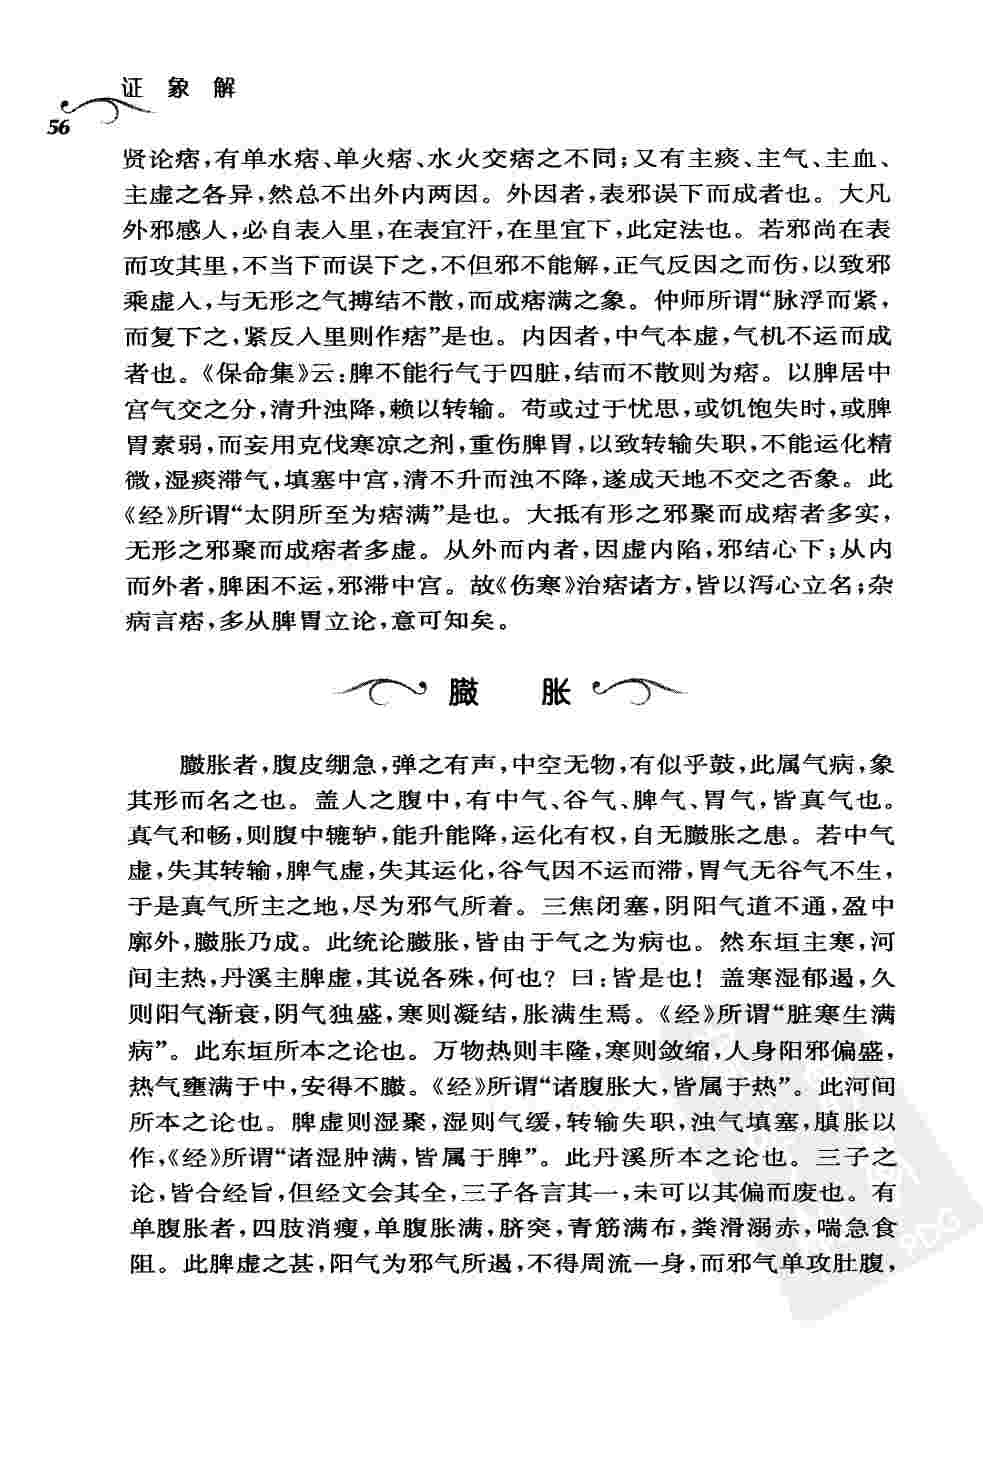 证 象 解
56
贤论痞,有单水痞、单火痞、水火交痞之不同;又有主痰、主气、主血、
主虚之各异,然总不出外内两因。外因者,表邪误下而成者也。大凡
外邪感人,必自表入里,在表宜汗,在里宜下,此定法也。若邪尚在表
而攻其里,不当下而误下之,不但邪不能解,正气反因之而伤,以致邪
乘虚入,与无形之气搏结不散,而成痞满之象。仲师所谓“脉浮而紧,
而复下之,紧反入里则作痞”是也。内因者,中气本虚,气机不运而成
者也。《保命集》云:脾不能行气于四脏,结而不散则为痞。以脾居中
宫气交之分,清升浊降,赖以转输。苟或过于忧思,或饥饱失时,或脾
胃素弱,而妄用克伐寒凉之剂,重伤脾胃,以致转输失职,不能运化精
微,湿痰滞气,填塞中宫,清不升而浊不降,遂成天地不交之否象。此
《经》所谓“太阴所至为痞满”是也。大抵有形之邪聚而成痞者多实,
无形之邪聚而成痞者多虚。从外而内者,因虚内陷,邪结心下;从内
而外者,脾困不运,邪滞中宫。故《伤寒》治痞诸方,皆以泻心立名;杂
病言痞,多从脾胃立论,意可知矣。
臌 胀
臌胀者,腹皮绷急,弹之有声,中空无物,有似乎鼓,此属气病,象
其形而名之也。盖人之腹中,有中气、谷气、脾气、胃气,皆真气也。
真气和畅,则腹中辘轳,能升能降,运化有权,自无臌胀之患。若中气
虚,失其转输,脾气虚,失其运化,谷气因不运而滞,胃气无谷气不生,
于是真气所主之地,尽为邪气所着。三焦闭塞,阴阳气道不通,盈中
廓外,臌胀乃成。此统论臌胀,皆由于气之为病也。然东垣主寒,河
间主热,丹溪主脾虚,其说各殊,何也? 曰:皆是也! 盖寒湿郁遏,久
则阳气渐衰,阴气独盛,寒则凝结,胀满生焉。《经》所谓“脏寒生满
病”。此东垣所本之论也。万物热则丰隆,寒则敛缩,人身阳邪偏盛,
热气壅满于中,安得不臌。《经》所谓“诸腹胀大,皆属于热”。此河间
所本之论也。脾虚则湿聚,湿则气缓,转输失职,浊气填塞,䐜胀以
作,《经》所谓“诸湿肿满,皆属于脾”。此丹溪所本之论也。三子之
论,皆合经旨,但经文会其全,三子各言其一,未可以其偏而废也。有
单腹胀者,四肢消瘦,单腹胀满,脐突,青筋满布,粪滑溺赤,喘急食
阻。此脾虚之甚,阳气为邪气所遏,不得周流一身,而邪气单攻肚腹,
PDG